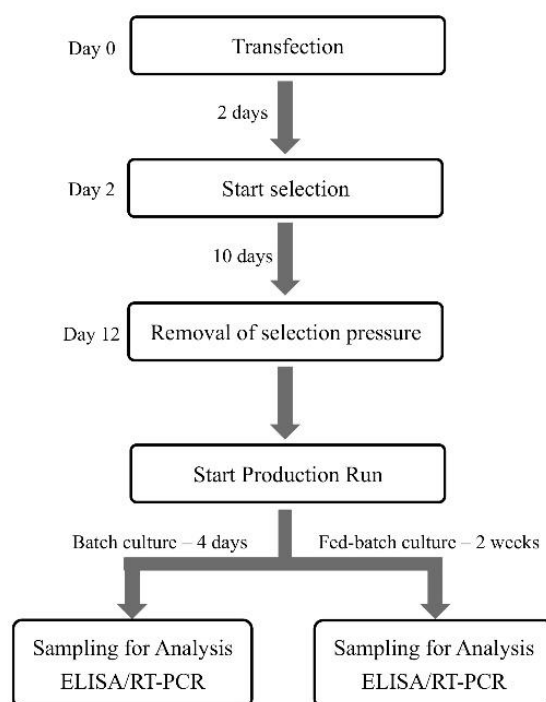 Day 0
Transfection
2 days
Day 2
Start selection
10 days
Day 12
Removal of selection pressure
Start Production Run
Batch culture – 4 days
Fed-batch culture – 2 weeks
Sampling for Analysis
ELISA/RT-PCR
Sampling for Analysis
ELISA/RT-PCR